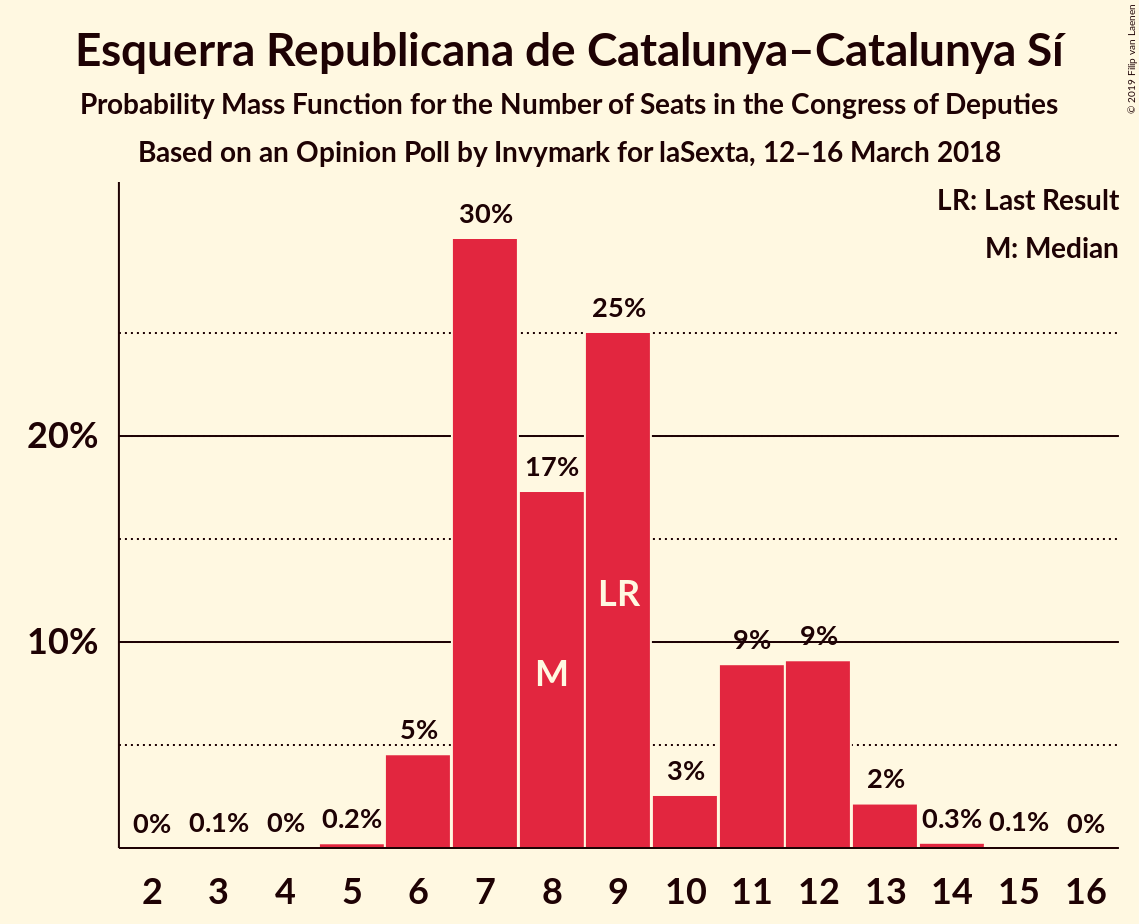 Esquerra Republicana de Catalunya–Catalunya Sí
Probability Mass Function for the Number of Seats in the Congress of Deputies
Based on an Opinion Poll by Invymark for laSexta, 12–16 March 2018
© 2019 Filip van Laenen
LR: Last Result
M: Median
30%
25%
20%
17%
LR
10%
9%
9%
M
5%
3%
2%
0%
0.1%
0%
0.2%
0.3%
0.1%
0%
2 3 4 5 6 7 8 9 10 11 12 13 14 15 16